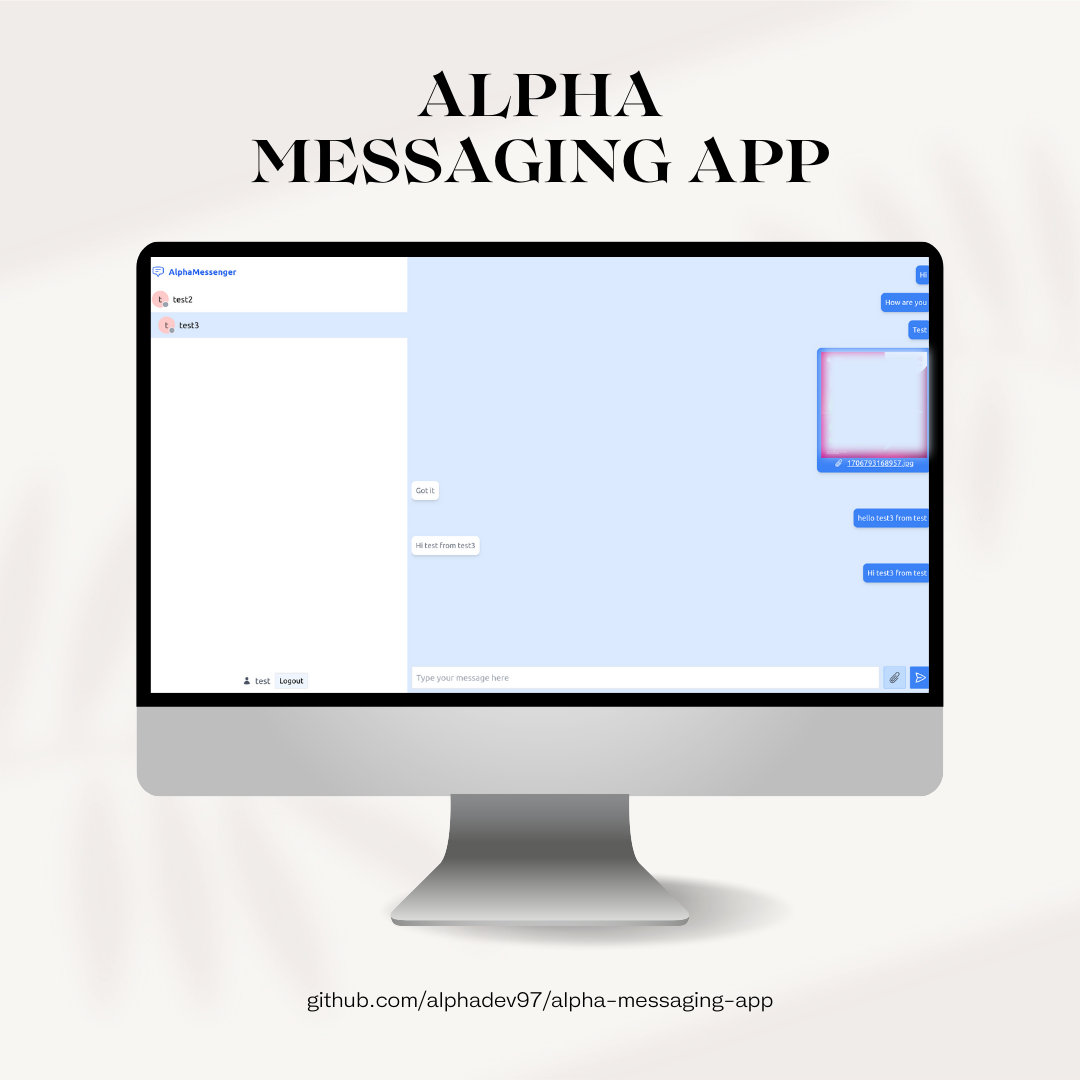 ALPHA
MESSAGING APP
AlphaMessenger
t test2
t test3
Hi
How are you
Test
1706793168957.jpg
Got it
hello test3 from test
Hi test from test3
Hi test3 from test
test Logout
Type your message here
github.com/alphadev97/alpha-messaging-app